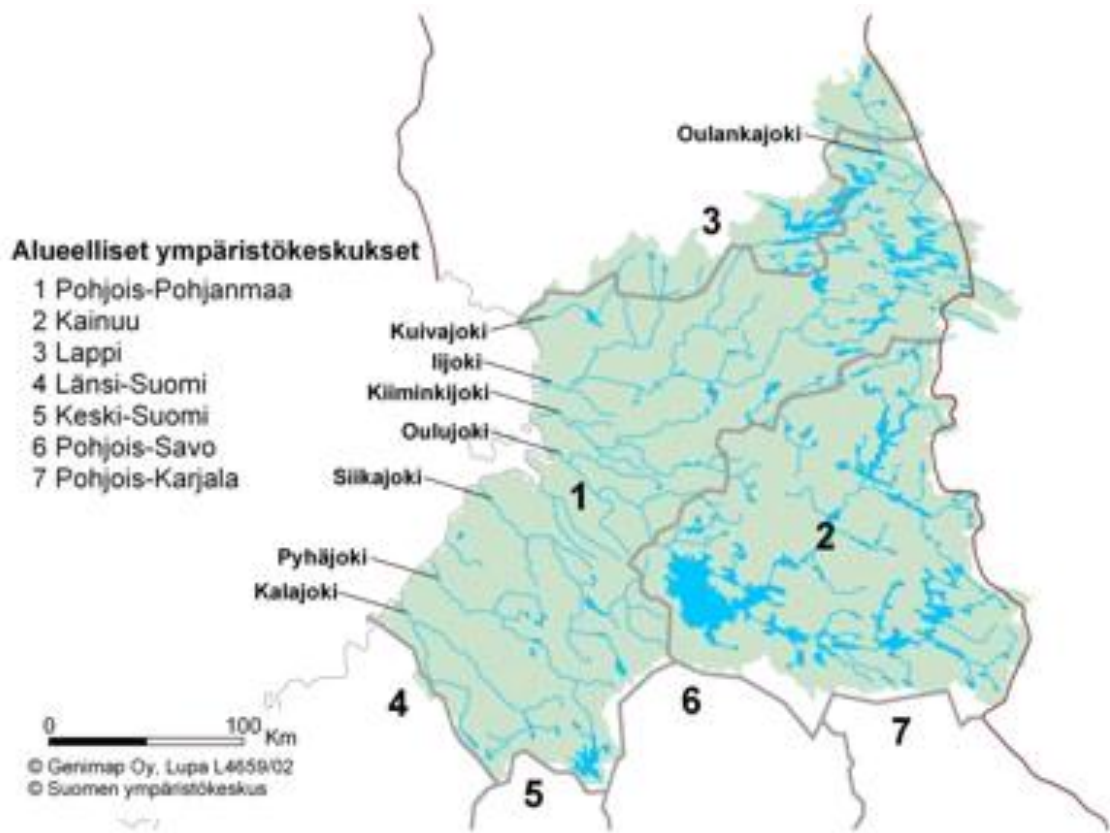 Oulankajoki
3
Alueelliset ympäristökeskukset
1 Pohjois-Pohjanmaa
2 Kainuu
3 Lappi
4 Länsi-Suomi
5 Keski-Suomi
6 Pohjois-Savo
7 Pohjois-Karjala
Kuivajoki
Iijoki
Kiiminkijoki
Oulujoki
Siikajoki
1
2
Pyhäjoki
Kalajoki
4
6
7
5
0 100 Km
© Genimap Oy, Lupa L4659/02
© Suomen ympäristökeskus